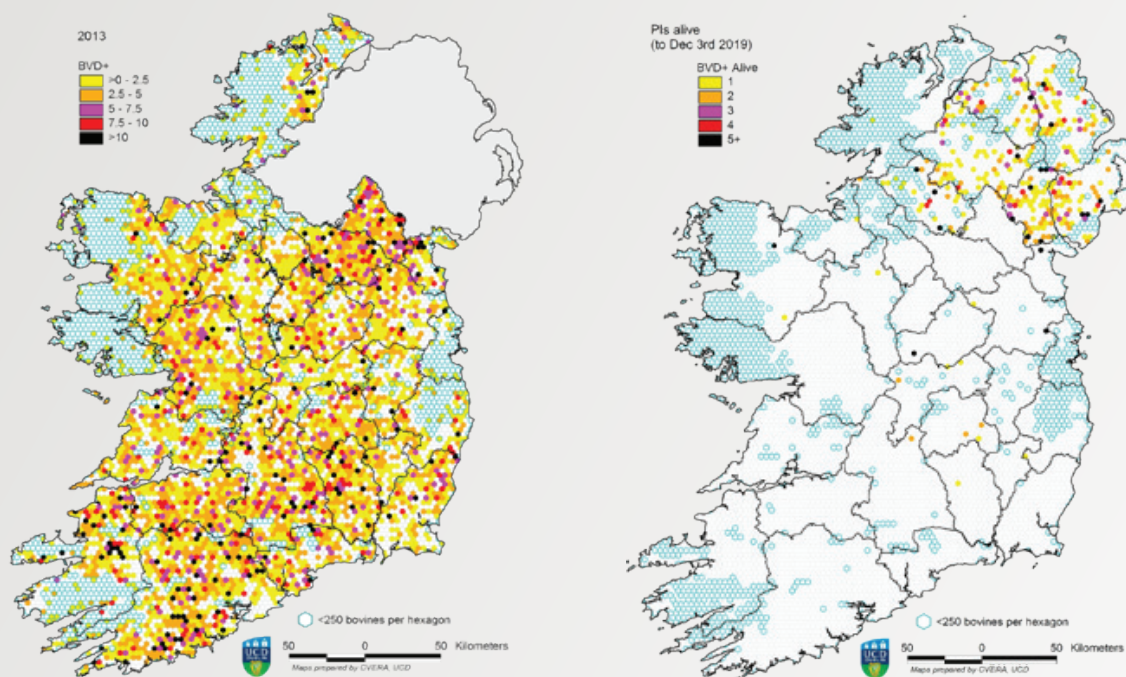 2013
BVD+
>0 - 2.5
2.5 - 5
5 - 7.5
7.5 - 10
>10
<250 bovines per hexagon
50 0 50 Kilometers
UCD
Maps prepared by CVERA, UCD
PIs alive
(to Dec 3rd 2019)
BVD+ Alive
1
2
3
4
5+
<250 bovines per hexagon
50 0 50 Kilometers
UCD
Maps prepared by CVERA, UCD